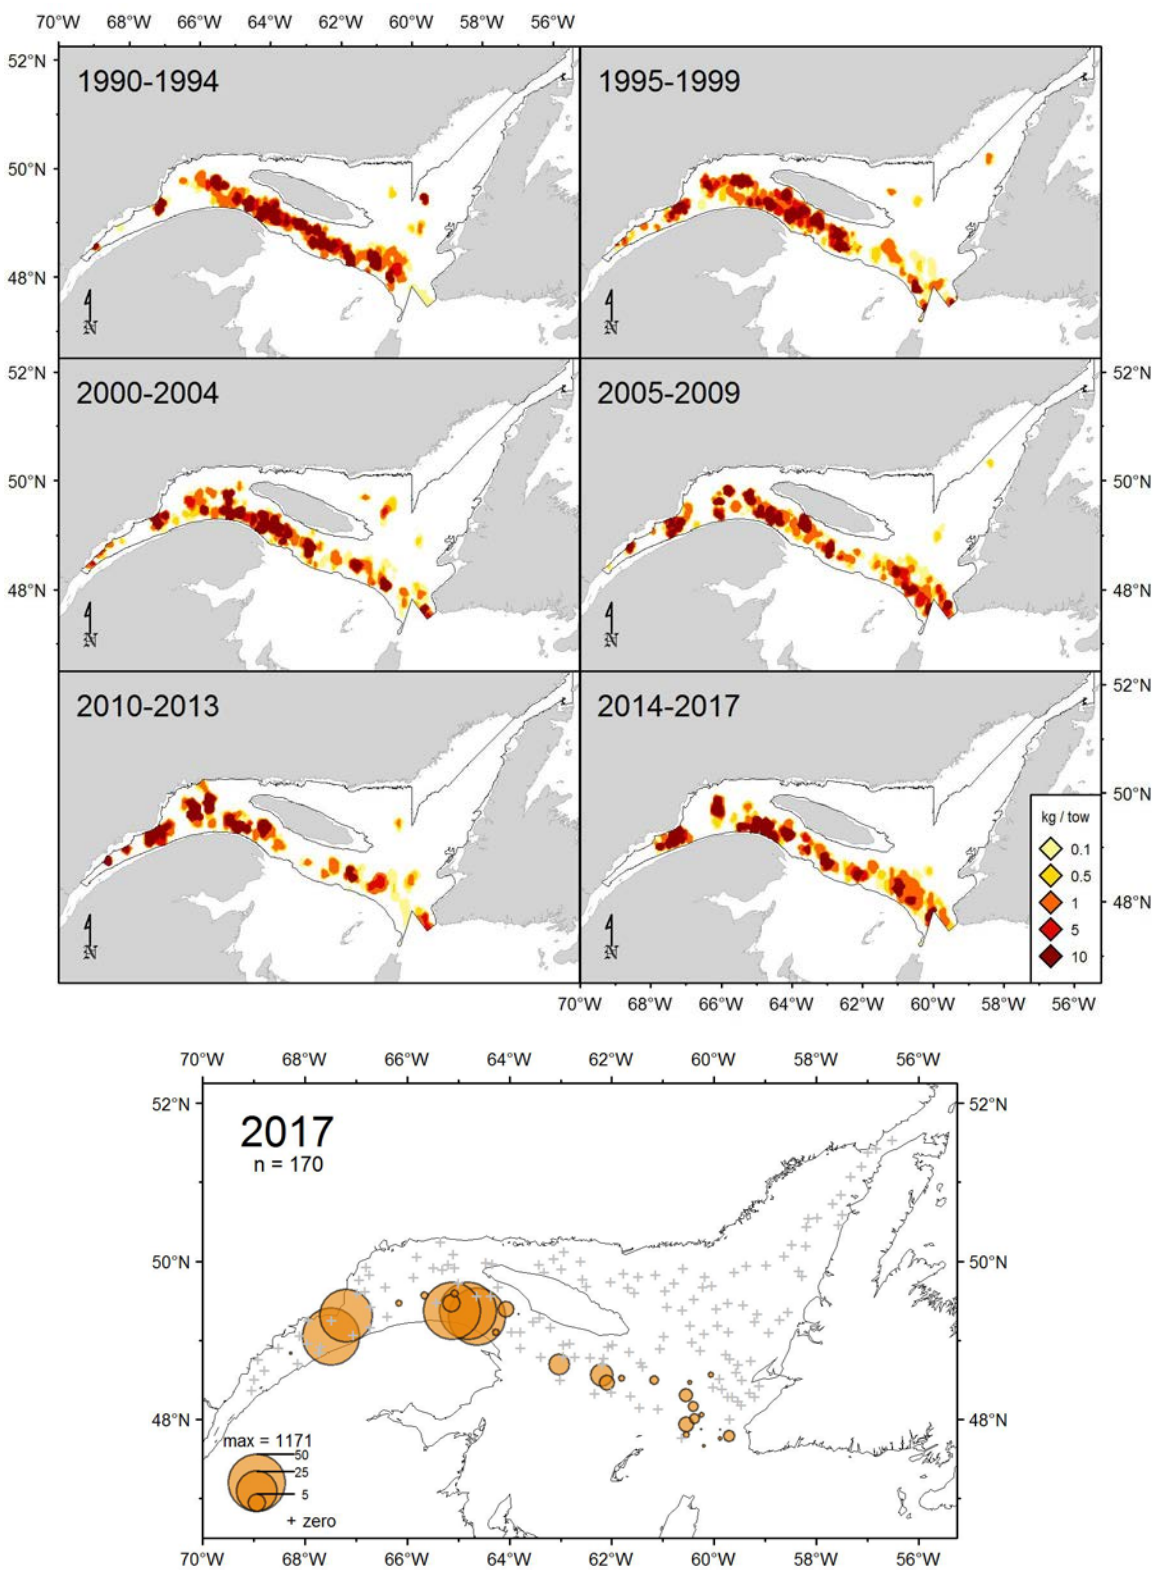 70°W 68°W 66°W 64°W 62°W 60°W 58°W 56°W
52°N
1990-1994
1995-1999
50°N
48°N
N
N
52°N
2000-2004
2005-2009
52°N
50°N
50°N
48°N
48°N
N
N
2010-2013
2014-2017
52°N
50°N
kg / tow
0.1
0.5
1
5
10
48°N
N
N
70°W 68°W 66°W 64°W 62°W 60°W 58°W 56°W
70°W 68°W 66°W 64°W 62°W 60°W 58°W 56°W
52°N
52°N
2017
n = 170
50°N
50°N
48°N
48°N
max = 1171
50
25
5
+ zero
70°W 68°W 66°W 64°W 62°W 60°W 58°W 56°W